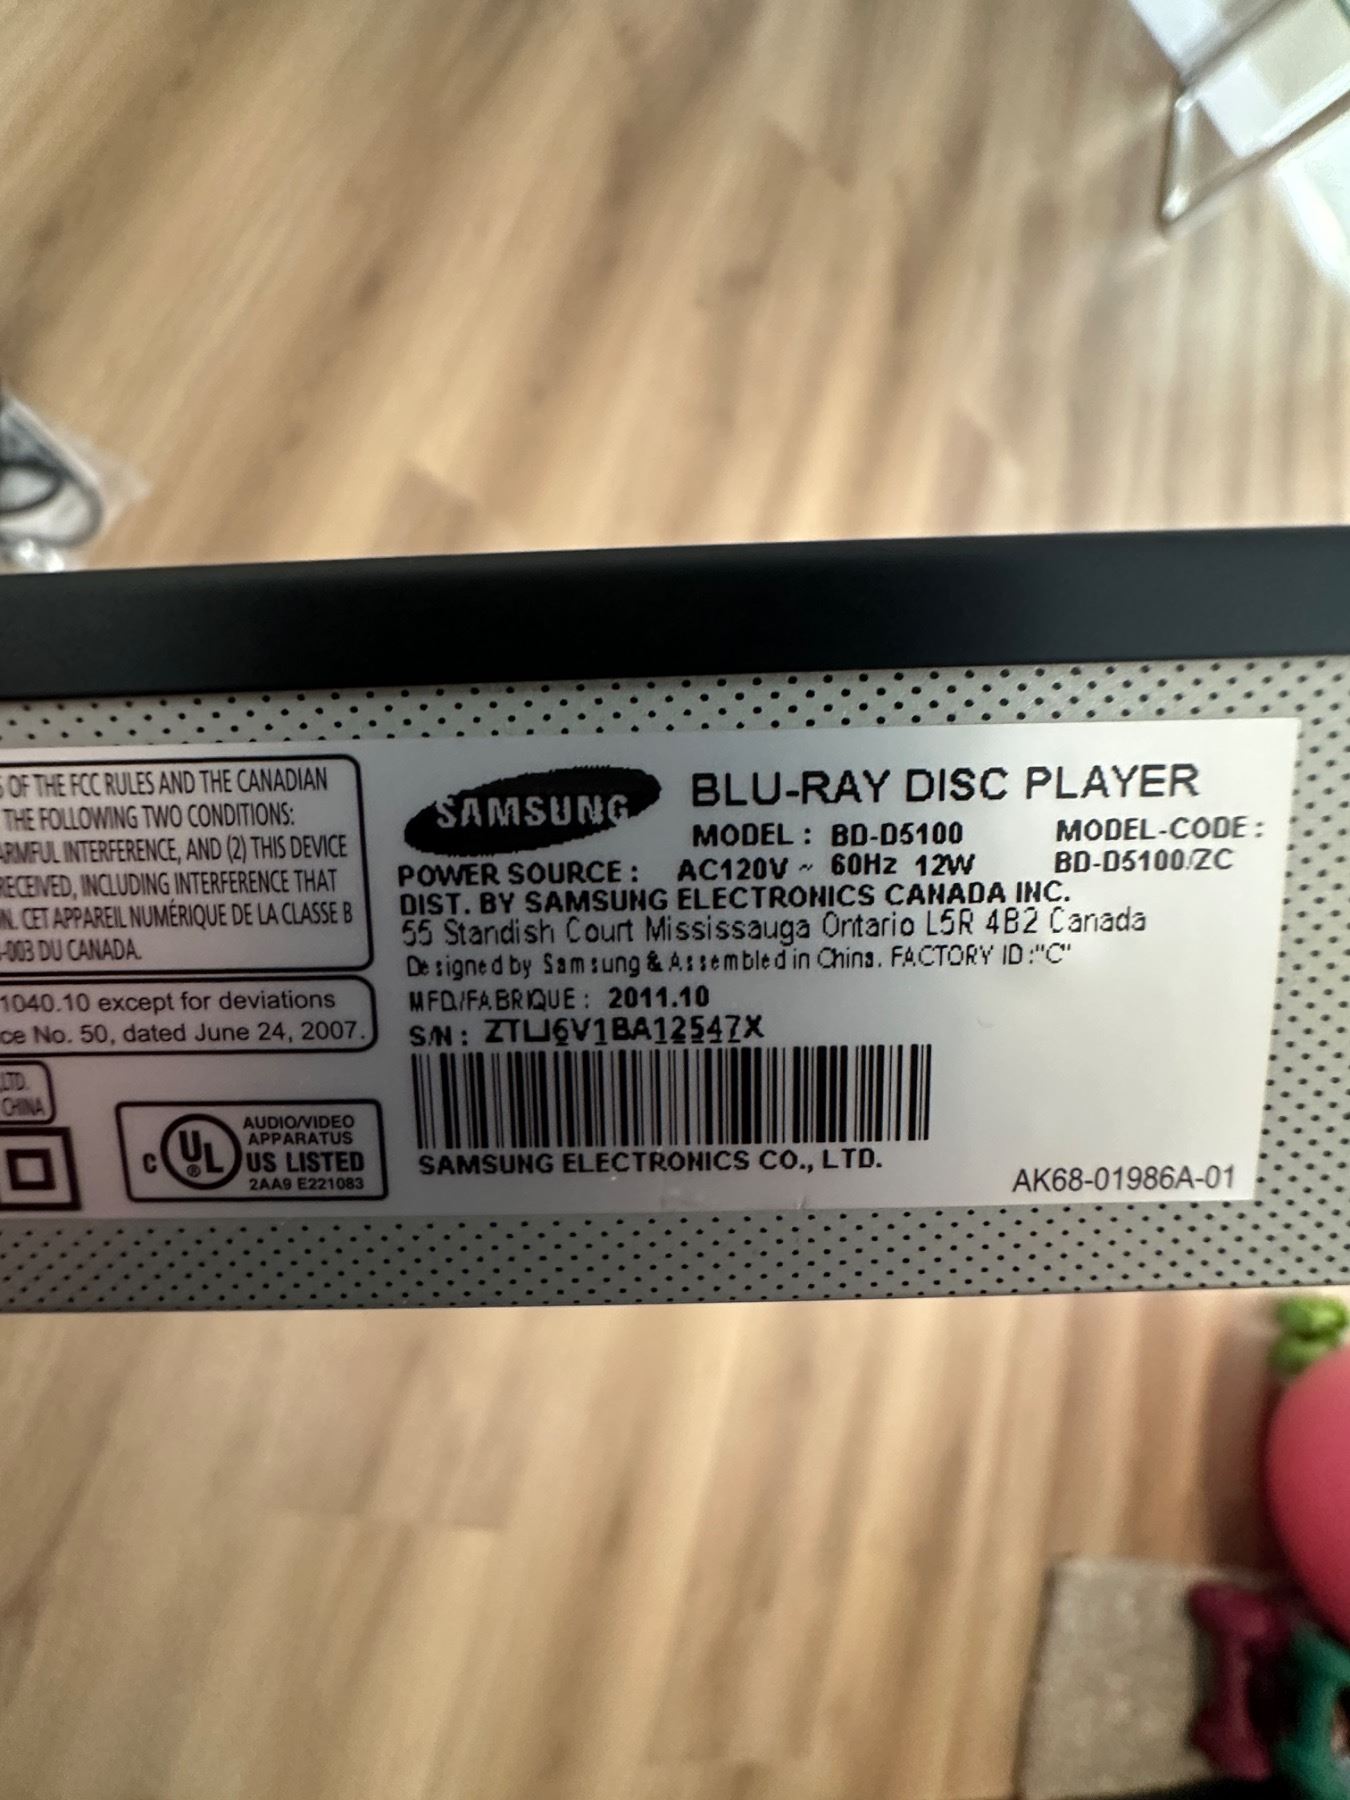 OF THE FCC RULES AND THE CANADIAN
THE FOLLOWING TWO CONDITIONS:
INTERFERENCE, AND (2) THIS DEVICE
RECEIVED, INCLUDING INTERFERENCE THAT
CET APPAREIL NUMÉRIQUE DE LA CLASSE B
-003 DU CANADA.
1040.10 except for deviations
No. 50, dated June 24, 2007.
LTD.
CHINA
C UL ® AUDIO/VIDEO
APPARATUS
US LISTED
2AA9 E221083
SAMSUNG
BLU-RAY DISC PLAYER
MODEL : BD-D5100 MODEL-CODE :
POWER SOURCE : AC120V ~ 60Hz 12W BD-D5100/ZC
DIST. BY SAMSUNG ELECTRONICS CANADA INC.
55 Standish Court Mississauga Ontario L5R 4B2 Canada
Designed by Samsung & Assembled in China. FACTORY ID :"C"
MFD/FABRIQUE : 2011.10
S/N : ZTLJ6V1BA12547X
SAMSUNG ELECTRONICS CO., LTD.
AK68-01986A-01